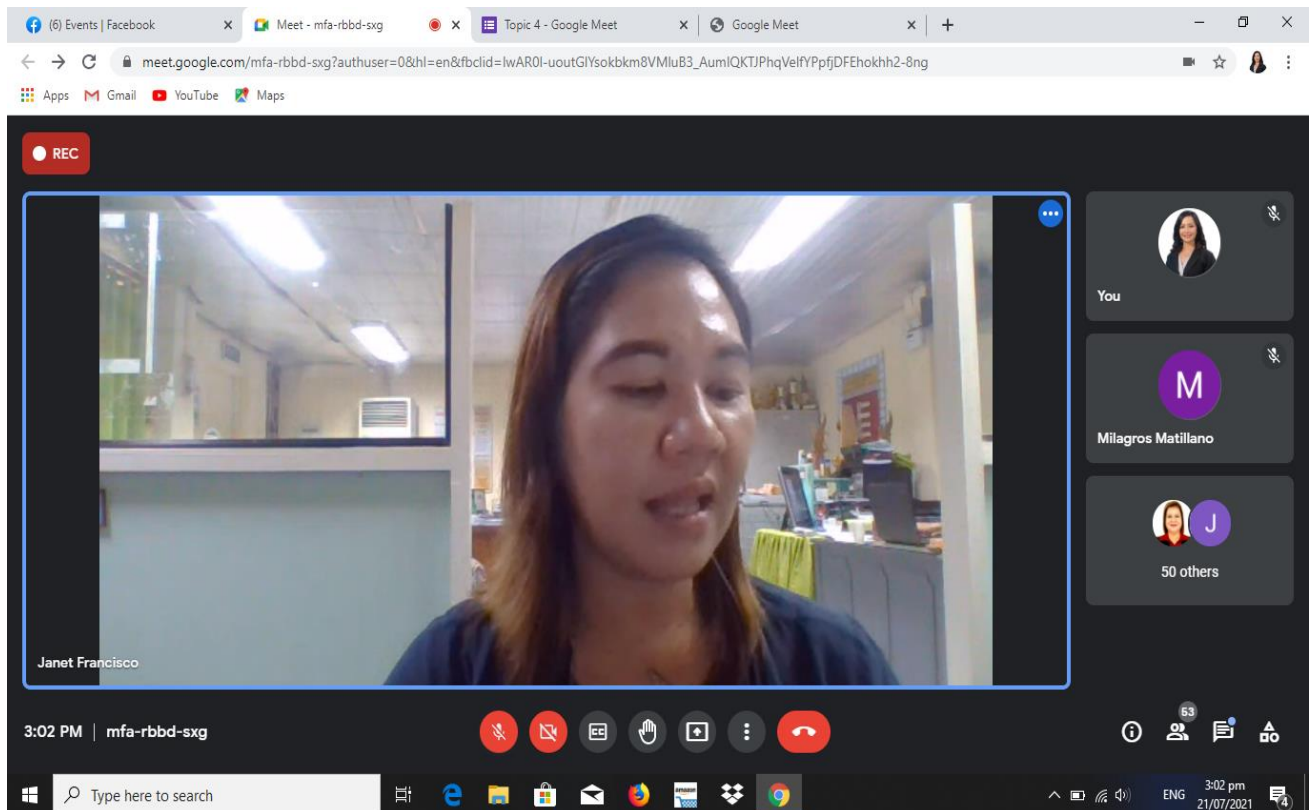 (6) Events | Facebook
Meet - mfa-rbbd-sxg
Topic 4 - Google Meet
Google Meet
meet.google.com/mfa-rbbd-sxg?authuser=0&hl=en&fbclid=IwAR0I-uoutGlYsokbkm8VMluB3_AumlQKTJPhqVelfYPpfjDFEhokhh2-8ng
Apps
Gmail
YouTube
Maps
REC
You
M
Milagros Matillano
J
50 others
Janet Francisco
3:02 PM | mfa-rbbd-sxg
CC
53
Type here to search
amazon
ENG
3:02 pm
21/07/2021
4